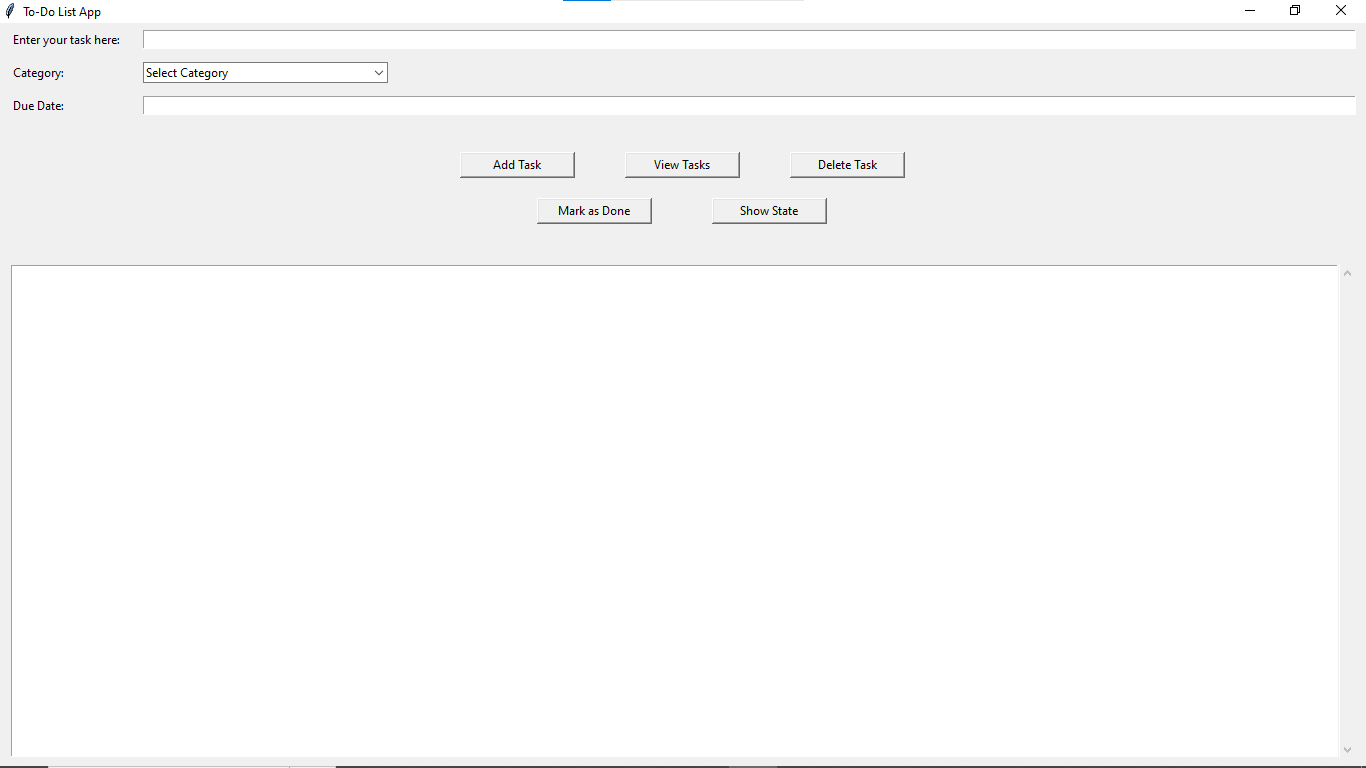 To-Do List App
Enter your task here:
Category: Select Category
Due Date:
Add Task View Tasks Delete Task
Mark as Done Show State